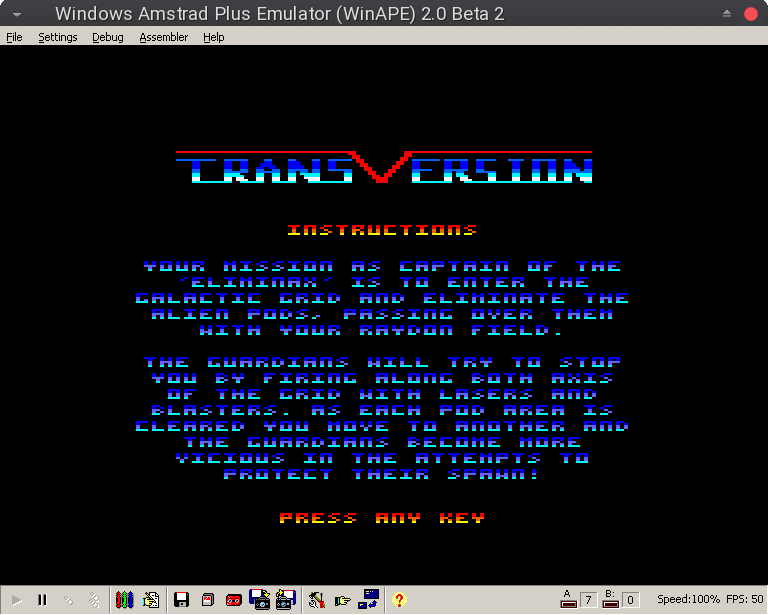 Windows Amstrad Plus Emulator (WinAPE) 2.0 Beta 2
File Settings Debug Assembler Help
TRANSVERSION
INSTRUCTIONS
YOUR MISSION AS CAPTAIN OF THE
'ELIMINAX' IS TO ENTER THE
GALACTIC GRID AND ELIMINATE THE
ALIEN PODS, PASSING OVER THEM
WITH YOUR RAYDON FIELD.
THE GUARDIANS WILL TRY TO STOP
YOU BY FIRING ALONG BOTH AXIS
OF THE GRID WITH LASERS AND
BLASTERS. AS EACH POD AREA IS
CLEARED YOU MOVE TO ANOTHER AND
THE GUARDIANS BECOME MORE
VICIOUS IN THE ATTEMPTS TO
PROTECT THEIR SPAWN!
PRESS ANY KEY
A 7 B: 0 Speed:100% FPS: 50